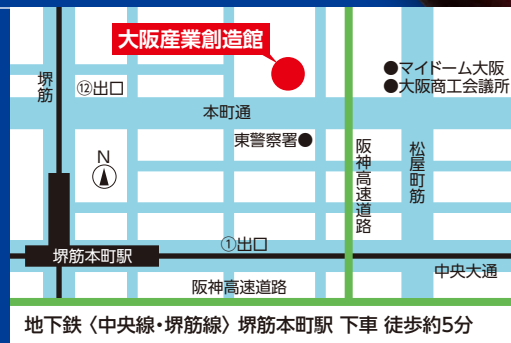 大阪産業創造館
●マイドーム大阪
●大阪商工会議所
堺筋
⑫出口
本町通
東警察署●
阪神高速道路
松屋町筋
N
①出口
堺筋本町駅
中央大通
阪神高速道路
地下鉄〈中央線・堺筋線〉堺筋本町駅 下車 徒歩約5分